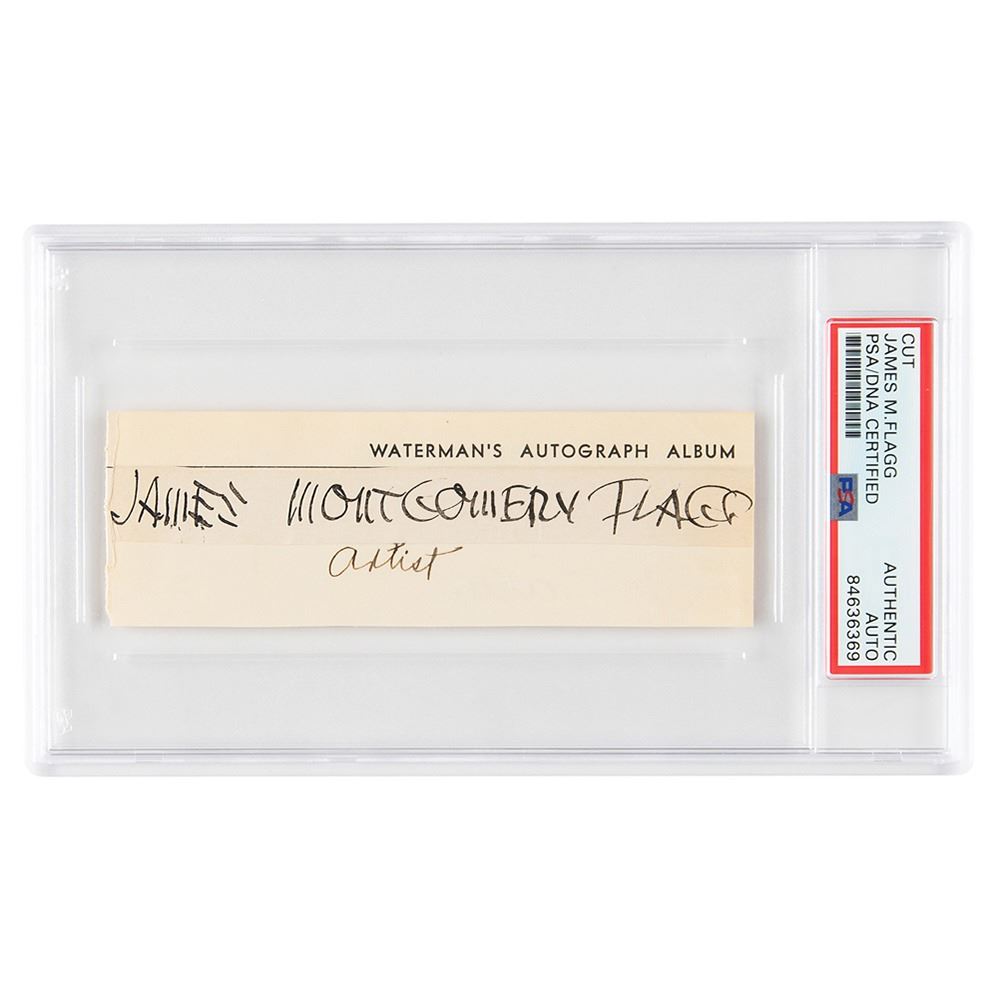 WATERMAN'S AUTOGRAPH ALBUM
JAMES MONTGOMERY FLAGG
artist
CUT
JAMES M.FLAGG
PSA/DNA CERTIFIED
PSA
AUTHENTIC
AUTO
84636369